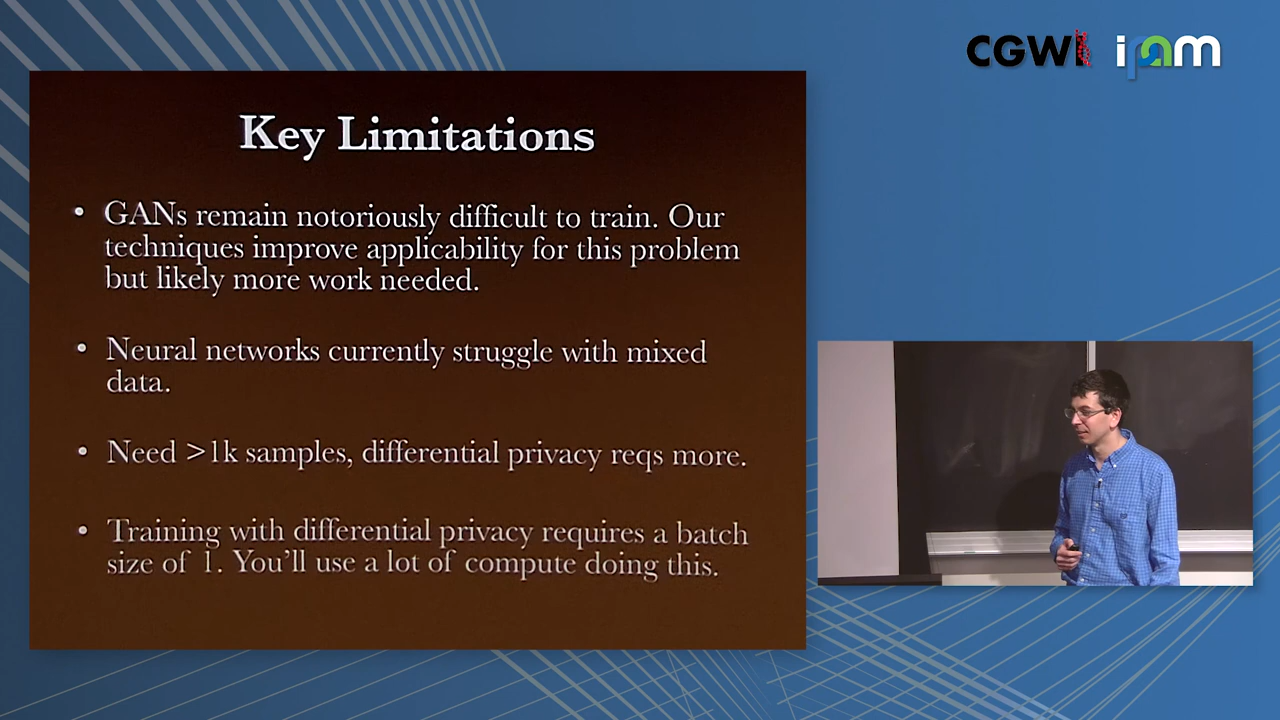 CGWI ipam
Key Limitations
• GANs remain notoriously difficult to train. Our
techniques improve applicability for this problem
but likely more work needed.
• Neural networks currently struggle with mixed
data.
• Need >1k samples, differential privacy reqs more.
• Training with differential privacy requires a batch
size of 1. You'll use a lot of compute doing this.